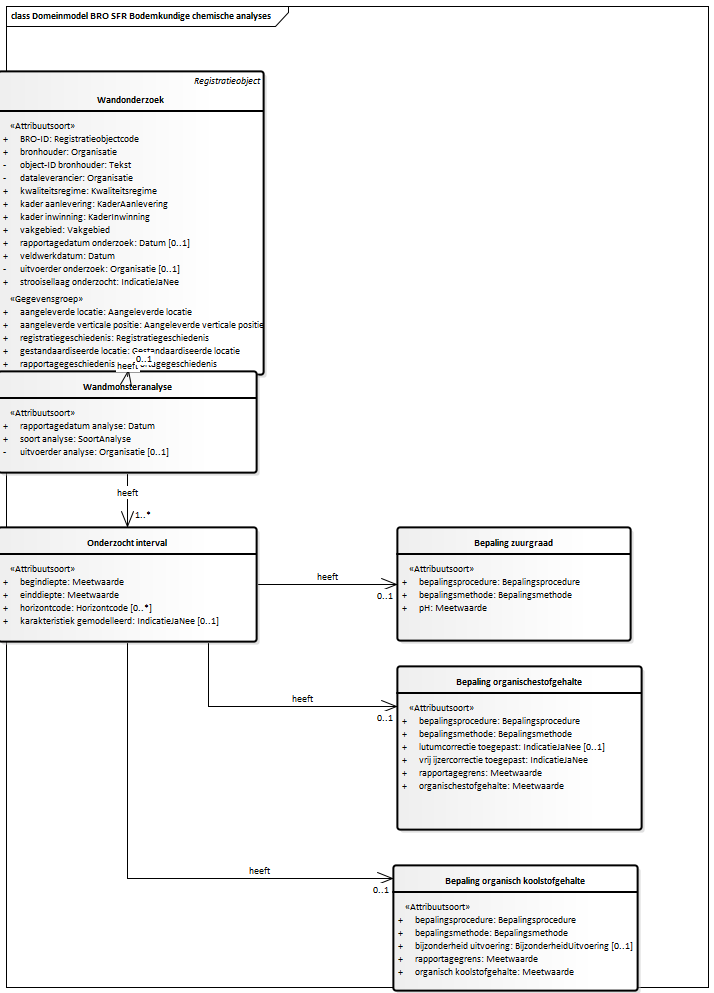 class Domeinmodel BRO SFR Bodemkundige chemische analyses
Registratieobject
Wandonderzoek
«Attribuutsoort»
+ BRO-ID: Registratieobjectcode
+ bronhouder: Organisatie
- object-ID bronhouder: Tekst
- dataleverancier: Organisatie
+ kwaliteitsregime: Kwaliteitsregime
+ kader aanlevering: KaderAanlevering
+ kader inwinning: KaderInwinning
+ vakgebied: Vakgebied
+ rapportagedatum onderzoek: Datum [0..1]
+ veldwerkdatum: Datum
- uitvoerder onderzoek: Organisatie [0..1]
+ strooisellaag onderzocht: IndicatieJaNee
«Gegevensgroep»
+ aangeleverde locatie: Aangeleverde locatie
+ aangeleverde verticale positie: Aangeleverde verticale positie
+ registratiegeschiedenis: Registratiegeschiedenis
+ gestandaardiseerde locatie: Gestandaardiseerde locatie
0..1
+ rapportagegeschiedenis
heeft
Wandmonsteranalyse
«Attribuutsoort»
+ rapportagedatum analyse: Datum
+ soort analyse: SoortAnalyse
- uitvoerder analyse: Organisatie [0..1]
heeft
1..*
Onderzocht interval
«Attribuutsoort»
+ begindiepte: Meetwaarde
+ einddiepte: Meetwaarde
+ horizontcode: Horizontcode [0..*]
+ karakteristiek gemodelleerd: IndicatieJaNee [0..1]
heeft
0..1
Bepaling zuurgraad
«Attribuutsoort»
+ bepalingsprocedure: Bepalingsprocedure
+ bepalingsmethode: Bepalingsmethode
+ pH: Meetwaarde
heeft
0..1
Bepaling organischestofgehalte
«Attribuutsoort»
+ bepalingsprocedure: Bepalingsprocedure
+ bepalingsmethode: Bepalingsmethode
+ lutumcorrectie toegepast: IndicatieJaNee [0..1]
+ vrij ijzercorrectie toegepast: IndicatieJaNee
+ rapportagegrens: Meetwaarde
+ organischestofgehalte: Meetwaarde
heeft
0..1
Bepaling organisch koolstofgehalte
«Attribuutsoort»
+ bepalingsprocedure: Bepalingsprocedure
+ bepalingsmethode: Bepalingsmethode
+ bijzonderheid uitvoering: BijzonderheidUitvoering [0..1]
+ rapportagegrens: Meetwaarde
+ organisch koolstofgehalte: Meetwaarde